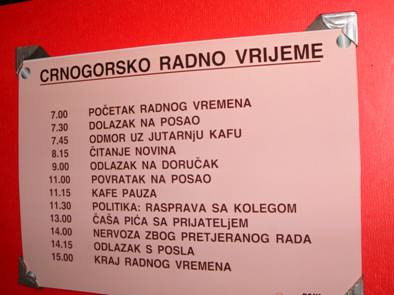 CRNOGORSKO RADNO VRIJEME
7.00 POČETAK RADNOG VREMENA
7.30 DOLAZAK NA POSAO
7.45 ODMOR UZ JUTARNjU KAFU
8.15 ČITANJE NOVINA
9.00 ODLAZAK NA DORUČAK
11.00 POVRATAK NA POSAO
11.15 KAFE PAUZA
11.30 POLITIKA: RASPRAVA SA KOLEGOM
13.00 ČAŠA PIĆA SA PRIJATELjEM
14.00 NERVOZA ZBOG PRETJERANOG RADA
14.15 ODLAZAK S POSLA
15.00 KRAJ RADNOG VREMENA